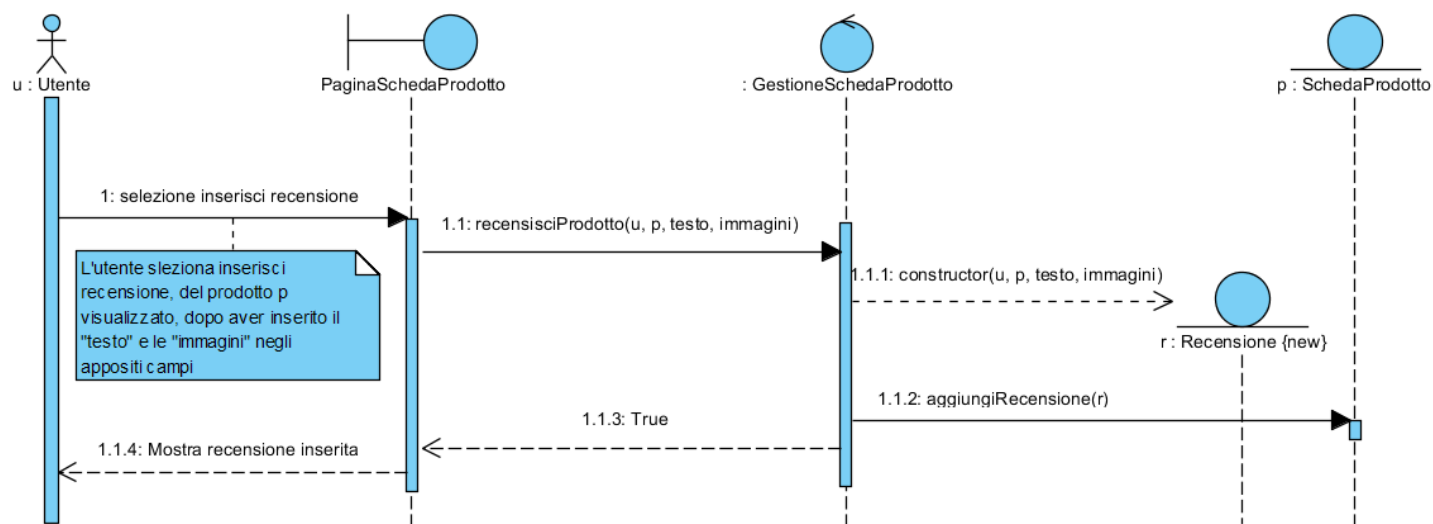 u : Utente
PaginaSchedaProdotto
: GestioneSchedaProdotto
p : SchedaProdotto
1: selezione inserisci recensione
1.1: recensisciProdotto(u, p, testo, immagini)
L'utente sleziona inserisci
recensione, del prodotto p
visualizzato, dopo aver inserito il
"testo" e le "immagini" negli
appositi campi
1.1.1: constructor(u, p, testo, immagini)
r : Recensione {new}
1.1.2: aggiungiRecensione(r)
1.1.3: True
1.1.4: Mostra recensione inserita